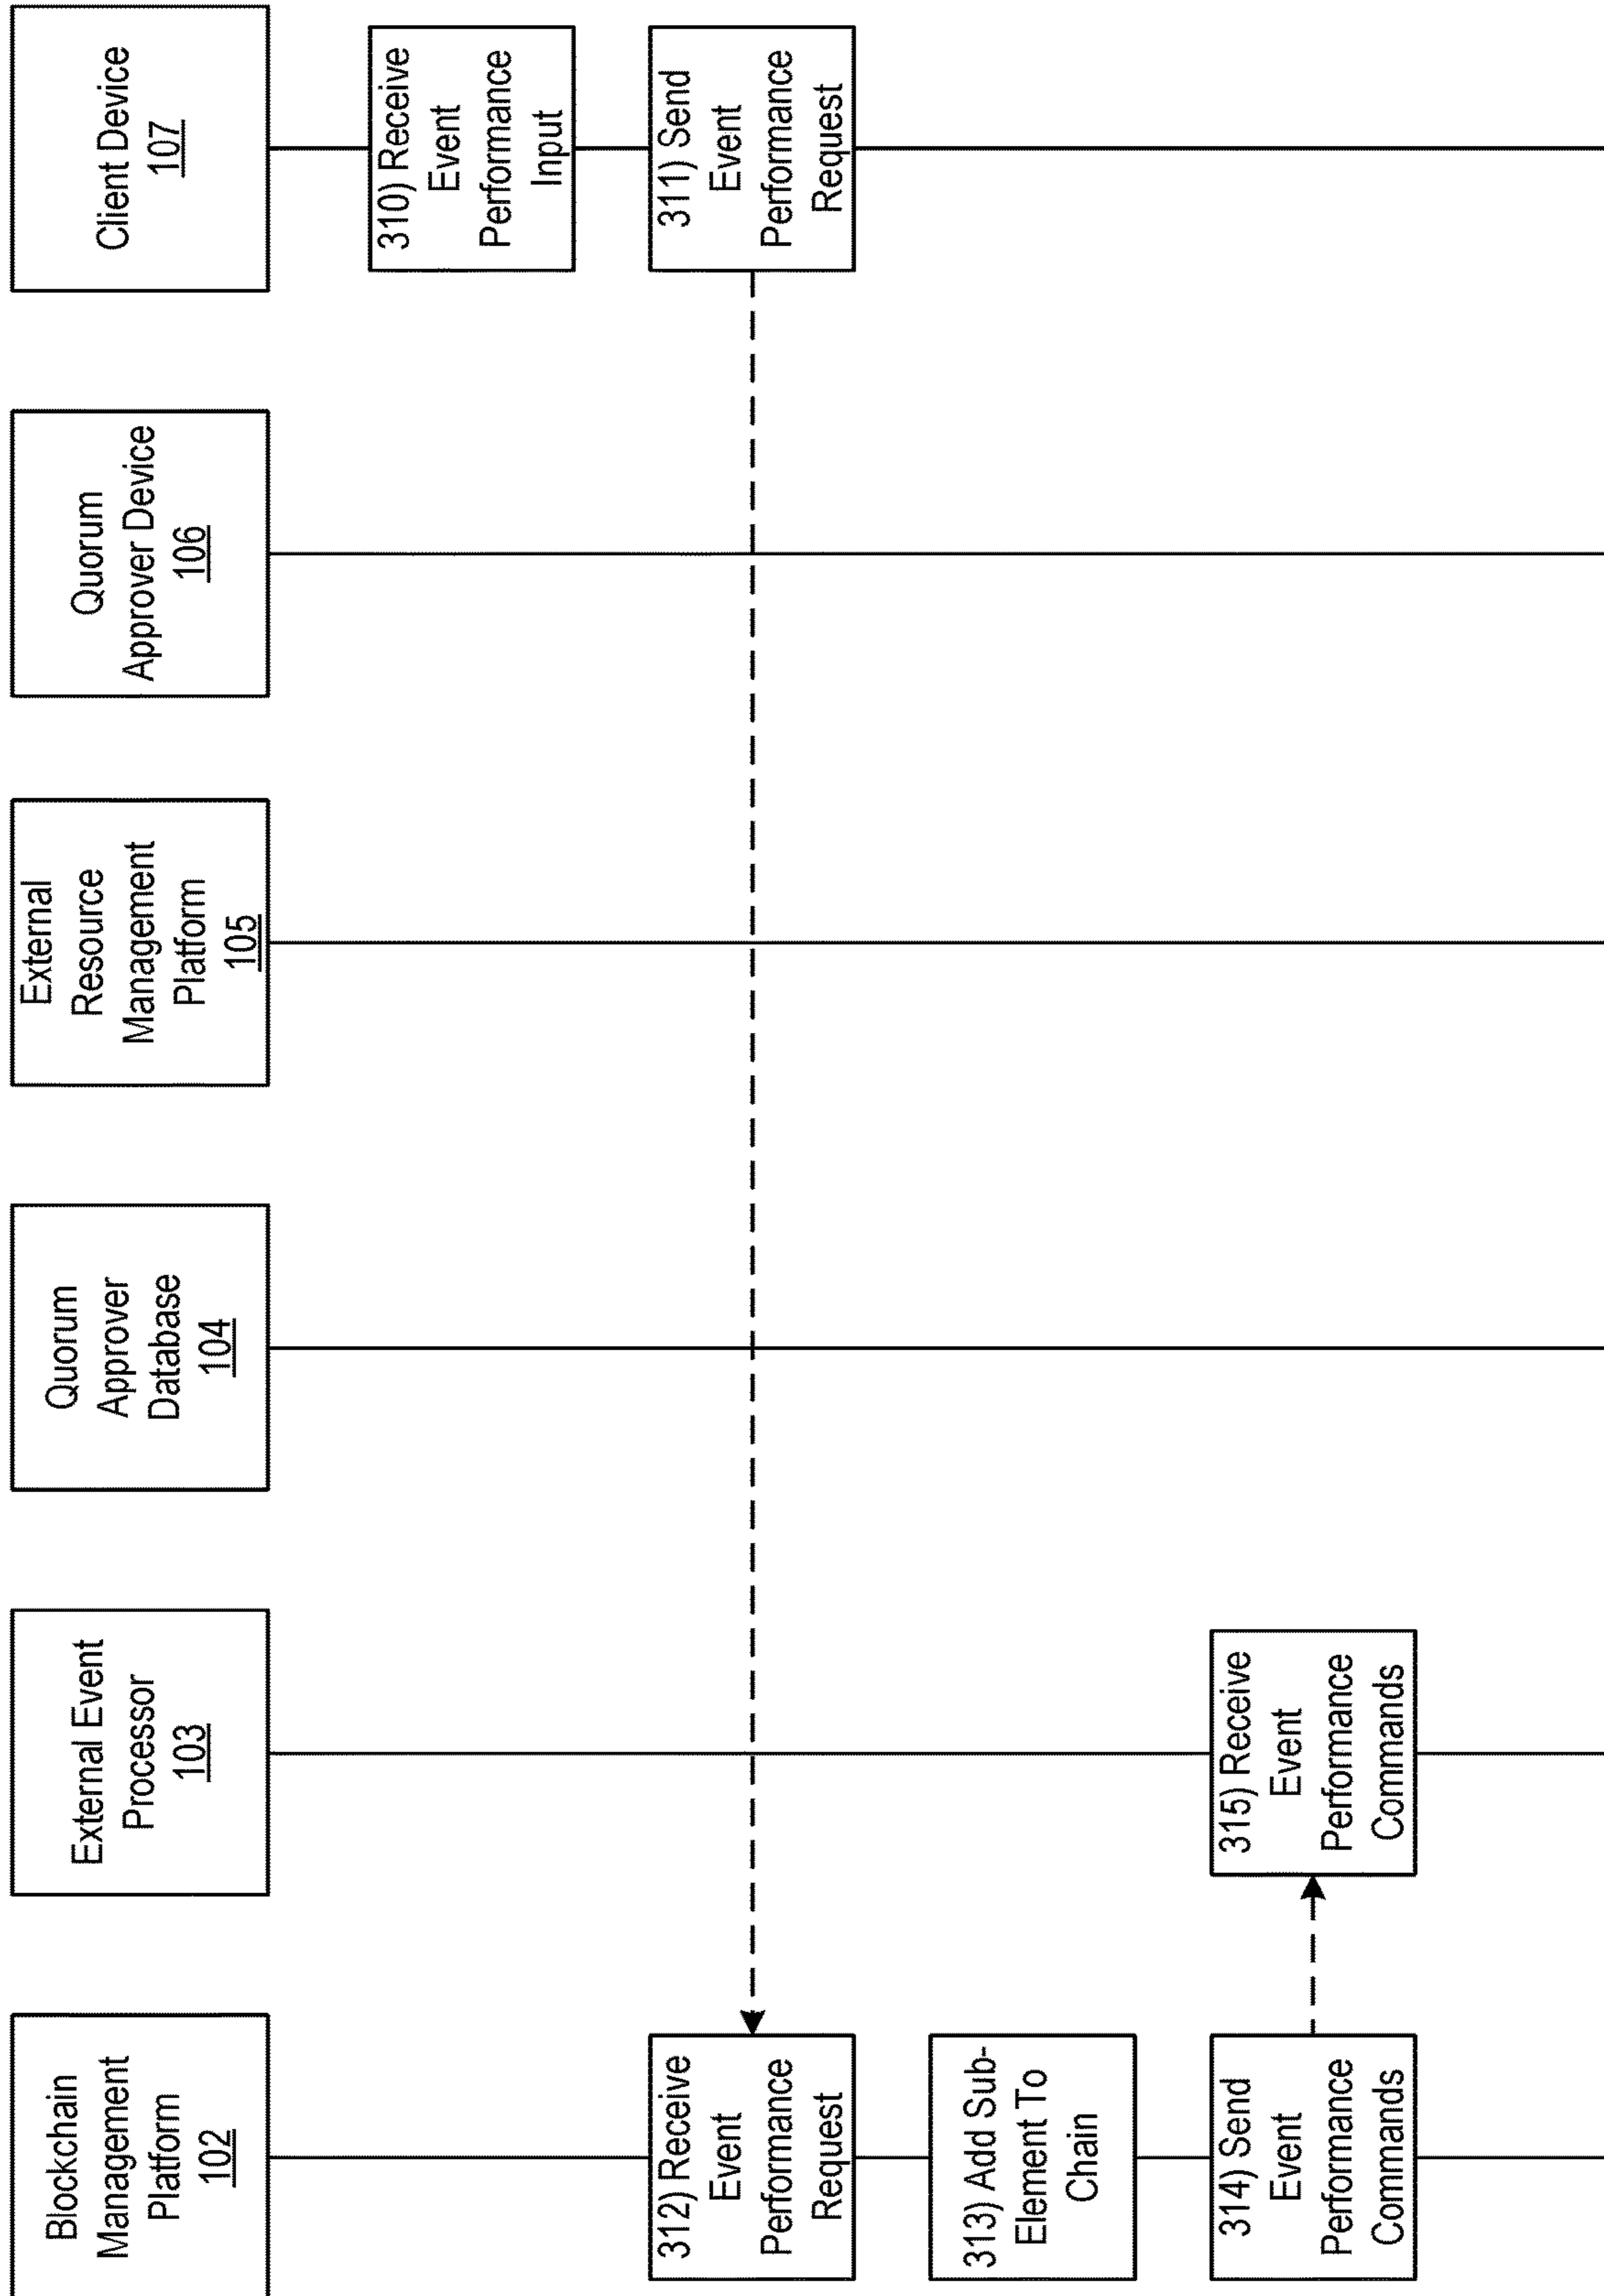 Blockchain
Management
Platform
102
External Event
Processor
103
Quorum
Approver
Database
104
External
Resource
Management
Platform
105
Quorum
Approver Device
106
Client Device
107
310) Receive
Event
Performance
Input
311) Send
Event
Performance
Request
312) Receive
Event
Performance
Request
313) Add Sub-
Element To
Chain
314) Send
Event
Performance
Commands
315) Receive
Event
Performance
Commands